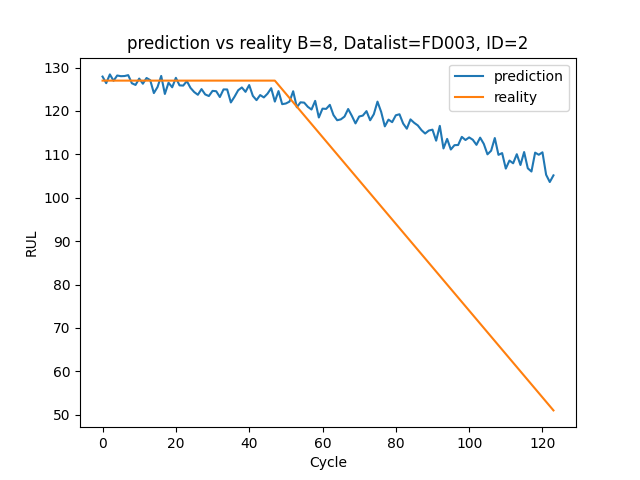 prediction vs reality B=8, Datalist=FD003, ID=2
prediction
reality
RUL
130
120
110
100
90
80
70
60
50
0 20 40 60 80 100 120
Cycle